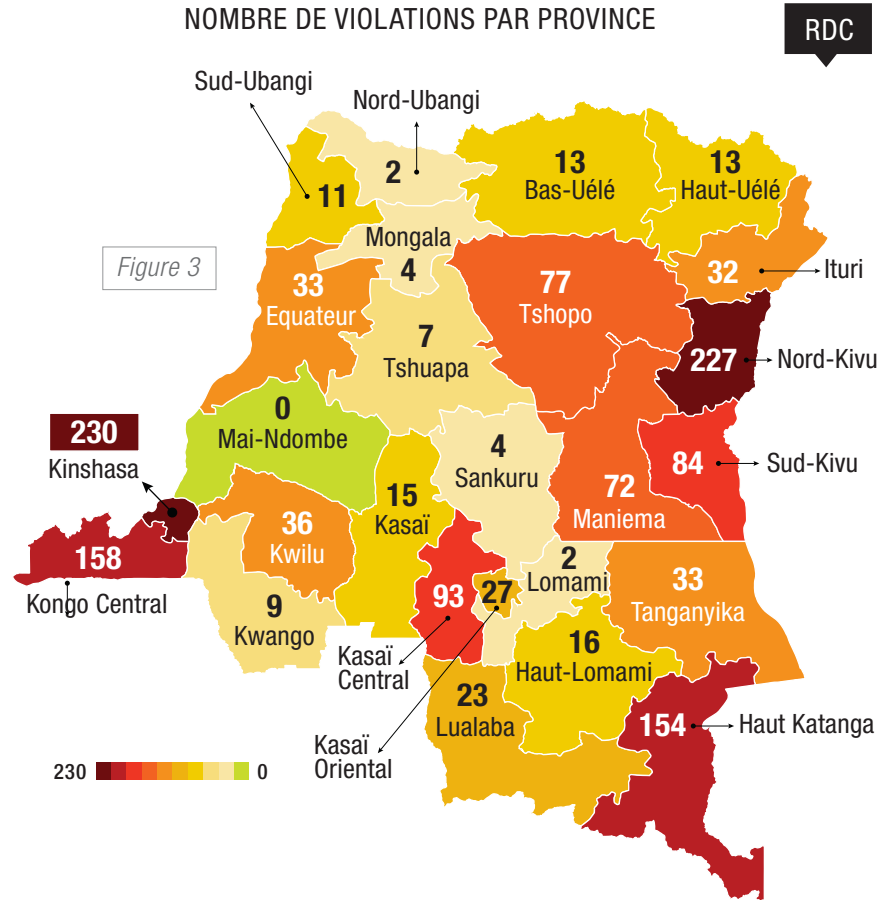 NOMBRE DE VIOLATIONS PAR PROVINCE
RDC
Sud-Ubangi
Nord-Ubangi
2
11
13
Bas-Uélé
13
Haut-Uélé
Mongala
4
Figure 3
33
Equateur
77
Tshopo
32
Ituri
7
Tshuapa
227
Nord-Kivu
0
Mai-Ndombe
230
Kinshasa
4
Sankuru
84
Sud-Kivu
15
Kasaï
72
Maniema
36
Kwilu
158
Kongo Central
9
Kwango
93
Kasaï
Central
27
Kasaï
Oriental
2
Lomami
33
Tanganyika
16
Haut-Lomami
23
Lualaba
154
Haut Katanga
230 0